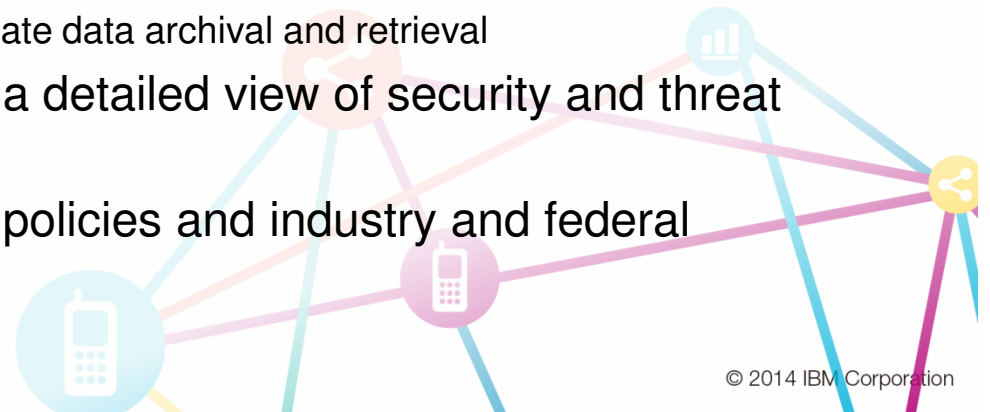 ate data archival and retrieval
a detailed view of security and threat
policies and industry and federal
© 2014 IBM Corporation